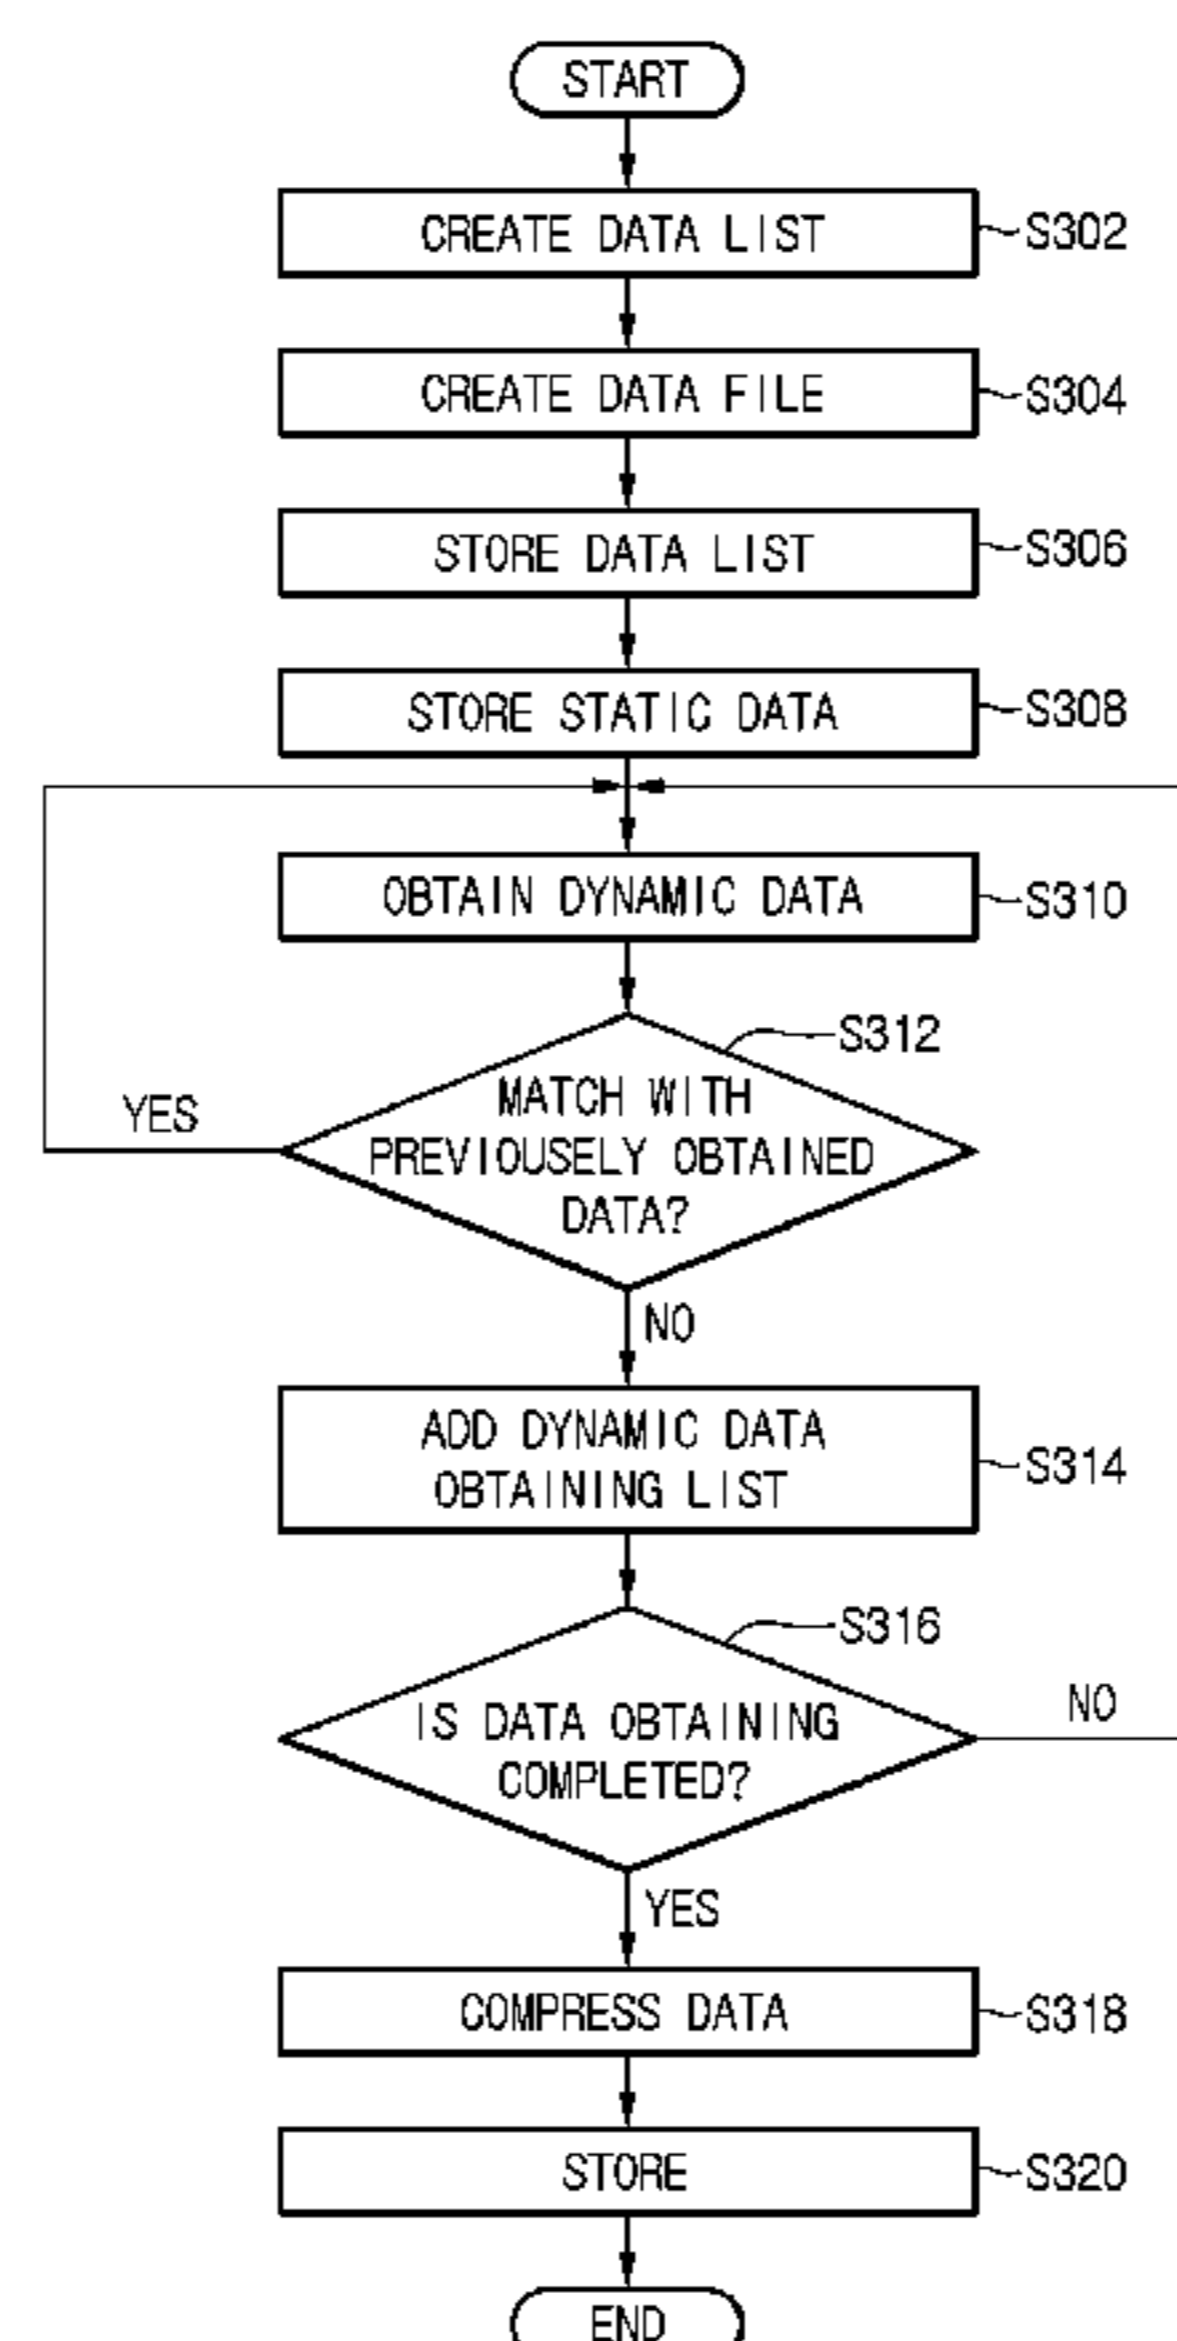 START
CREATE DATA LIST
S302
CREATE DATA FILE
S304
STORE DATA LIST
S306
STORE STATIC DATA
S308
OBTAIN DYNAMIC DATA
S310
S312
MATCH WITH
PREVIOUSELY OBTAINED
DATA?
YES
NO
ADD DYNAMIC DATA
OBTAINING LIST
S314
S316
IS DATA OBTAINING
COMPLETED?
NO
YES
COMPRESS DATA
S318
STORE
S320
END